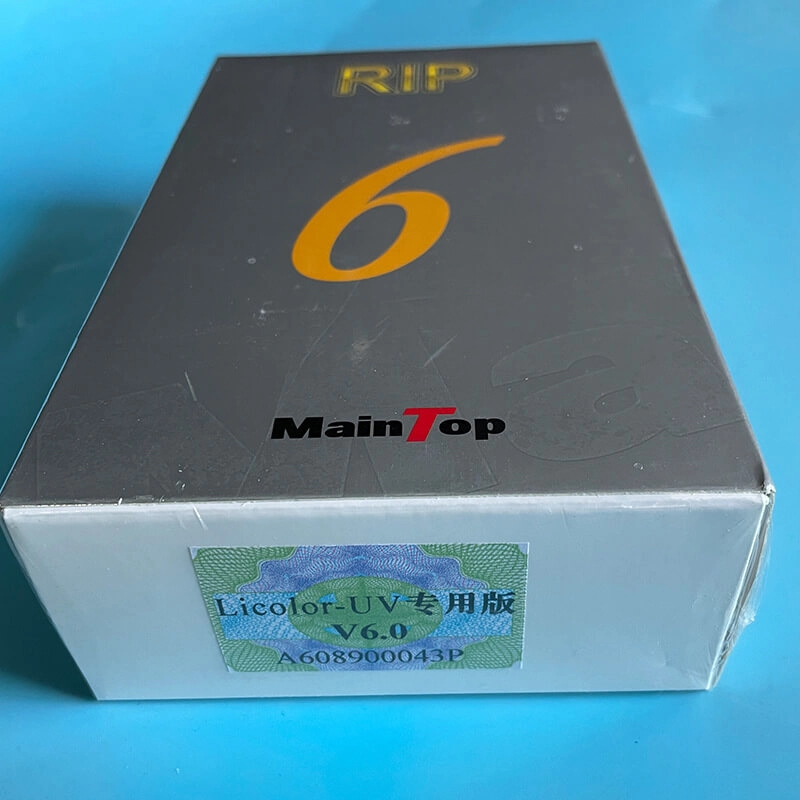 RIP
6
MainTop
Licolor-UV专用版
V6.0
A608900043P